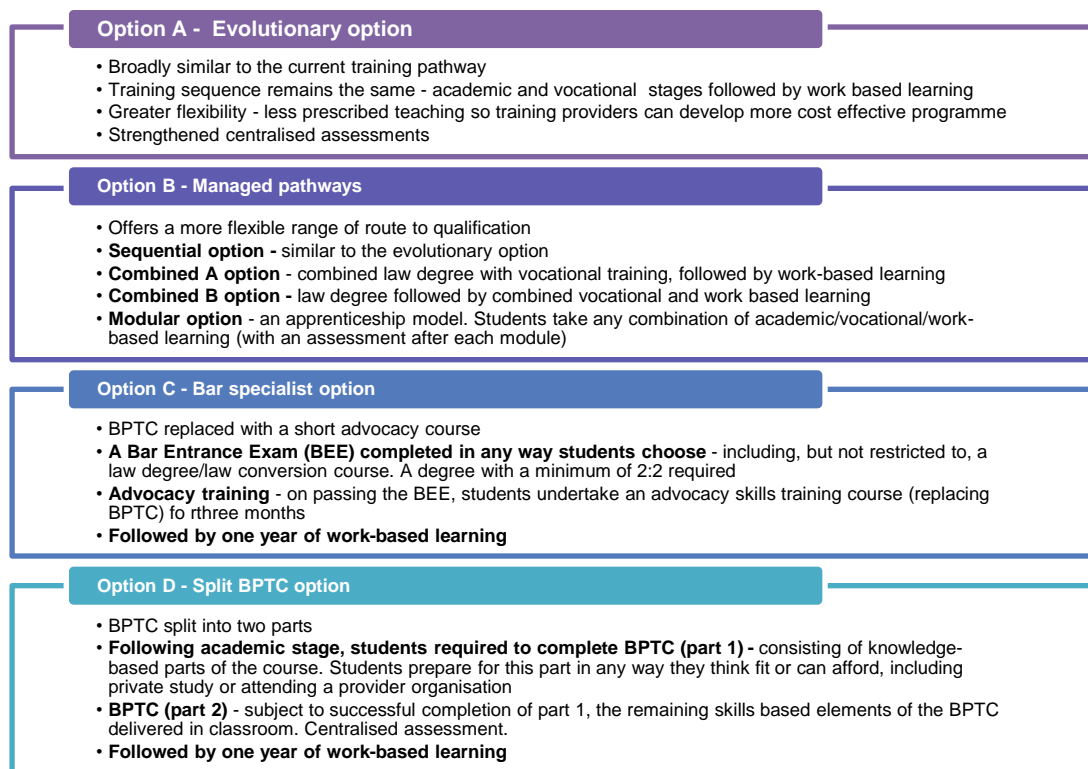 Option A -  Evolutionary option
• Broadly similar to the current training pathway
• Training sequence remains the same - academic and vocational  stages followed by work based learning
• Greater flexibility - less prescribed teaching so training providers can develop more cost effective programme
• Strengthened centralised assessments
Option B - Managed pathways
• Offers a more flexible range of route to qualification
• Sequential option - similar to the evolutionary option
• Combined A option - combined law degree with vocational training, followed by work-based learning
• Combined B option - law degree followed by combined vocational and work based learning
• Modular option - an apprenticeship model. Students take any combination of academic/vocational/work-
based learning (with an assessment after each module)
Option C - Bar specialist option
• BPTC replaced with a short advocacy course
• A Bar Entrance Exam (BEE) completed in any way students choose - including, but not restricted to, a
law degree/law conversion course. A degree with a minimum of 2:2 required
• Advocacy training - on passing the BEE, students undertake an advocacy skills training course (replacing
BPTC) fo rthree months
• Followed by one year of work-based learning
Option D - Split BPTC option
• BPTC split into two parts
• Following academic stage, students required to complete BPTC (part 1) - consisting of knowledge-
based parts of the course. Students prepare for this part in any way they think fit or can afford, including
private study or attending a provider organisation
• BPTC (part 2) - subject to successful completion of part 1, the remaining skills based elements of the BPTC
delivered in classroom. Centralised assessment.
• Followed by one year of work-based learning